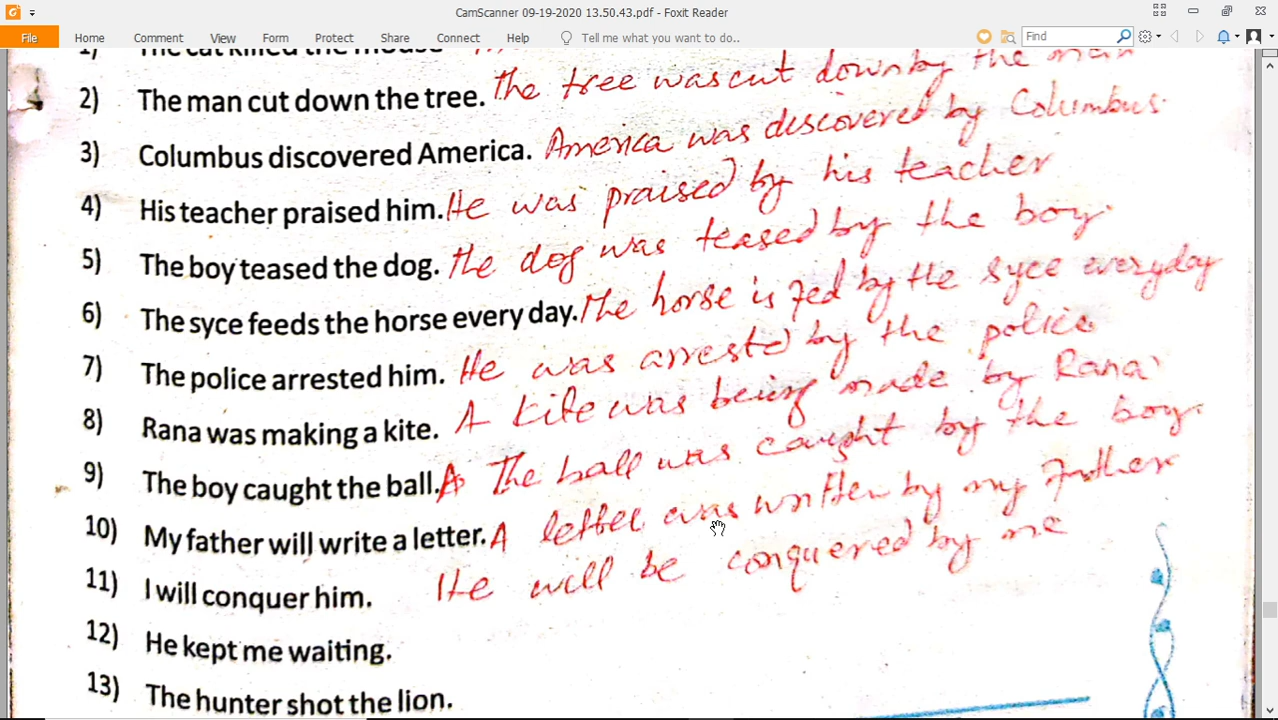 CamScanner 09-19-2020 13.50.43.pdf - Foxit Reader
File Home Comment View Form Protect Share Connect Help Tell me what you want to do.. Find
1) The cat killed the mouse
2) The man cut down the tree. The tree was cut down by the man
3) Columbus discovered America. America was discovered by Columbus.
4) His teacher praised him. He was praised by his teacher
5) The boy teased the dog. The dog was teased by the boy.
6) The syce feeds the horse every day. The horse is fed by the syce everyday
7) The police arrested him. He was arrested by the police
8) Rana was making a kite. A kite was being made by Rana
9) The boy caught the ball. The ball was caught by the boy.
10) My father will write a letter. A letter was written by my father
11) I will conquer him. He will be conquered by me
12) He kept me waiting.
13) The hunter shot the lion.